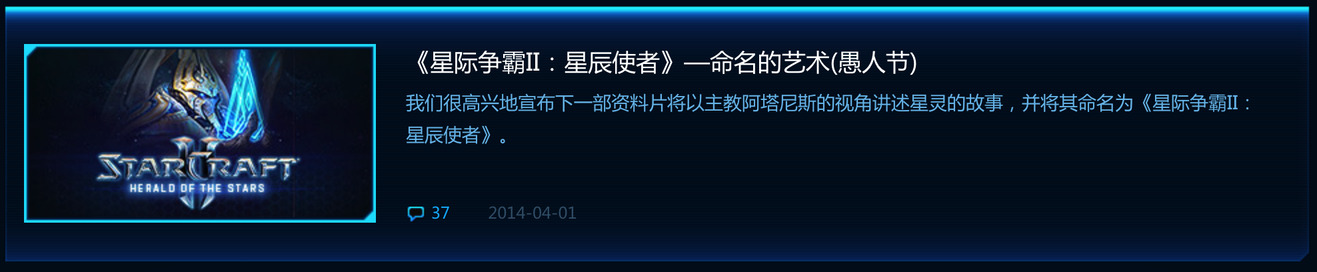 《星际争霸II：星辰使者》—命名的艺术(愚人节)
我们很高兴地宣布下一部资料片将以主教阿塔尼斯的视角讲述星灵的故事，并将其命名为《星际争霸II：
星辰使者》。
STARCRAFT
II
HERALD OF THE STARS
37 2014-04-01